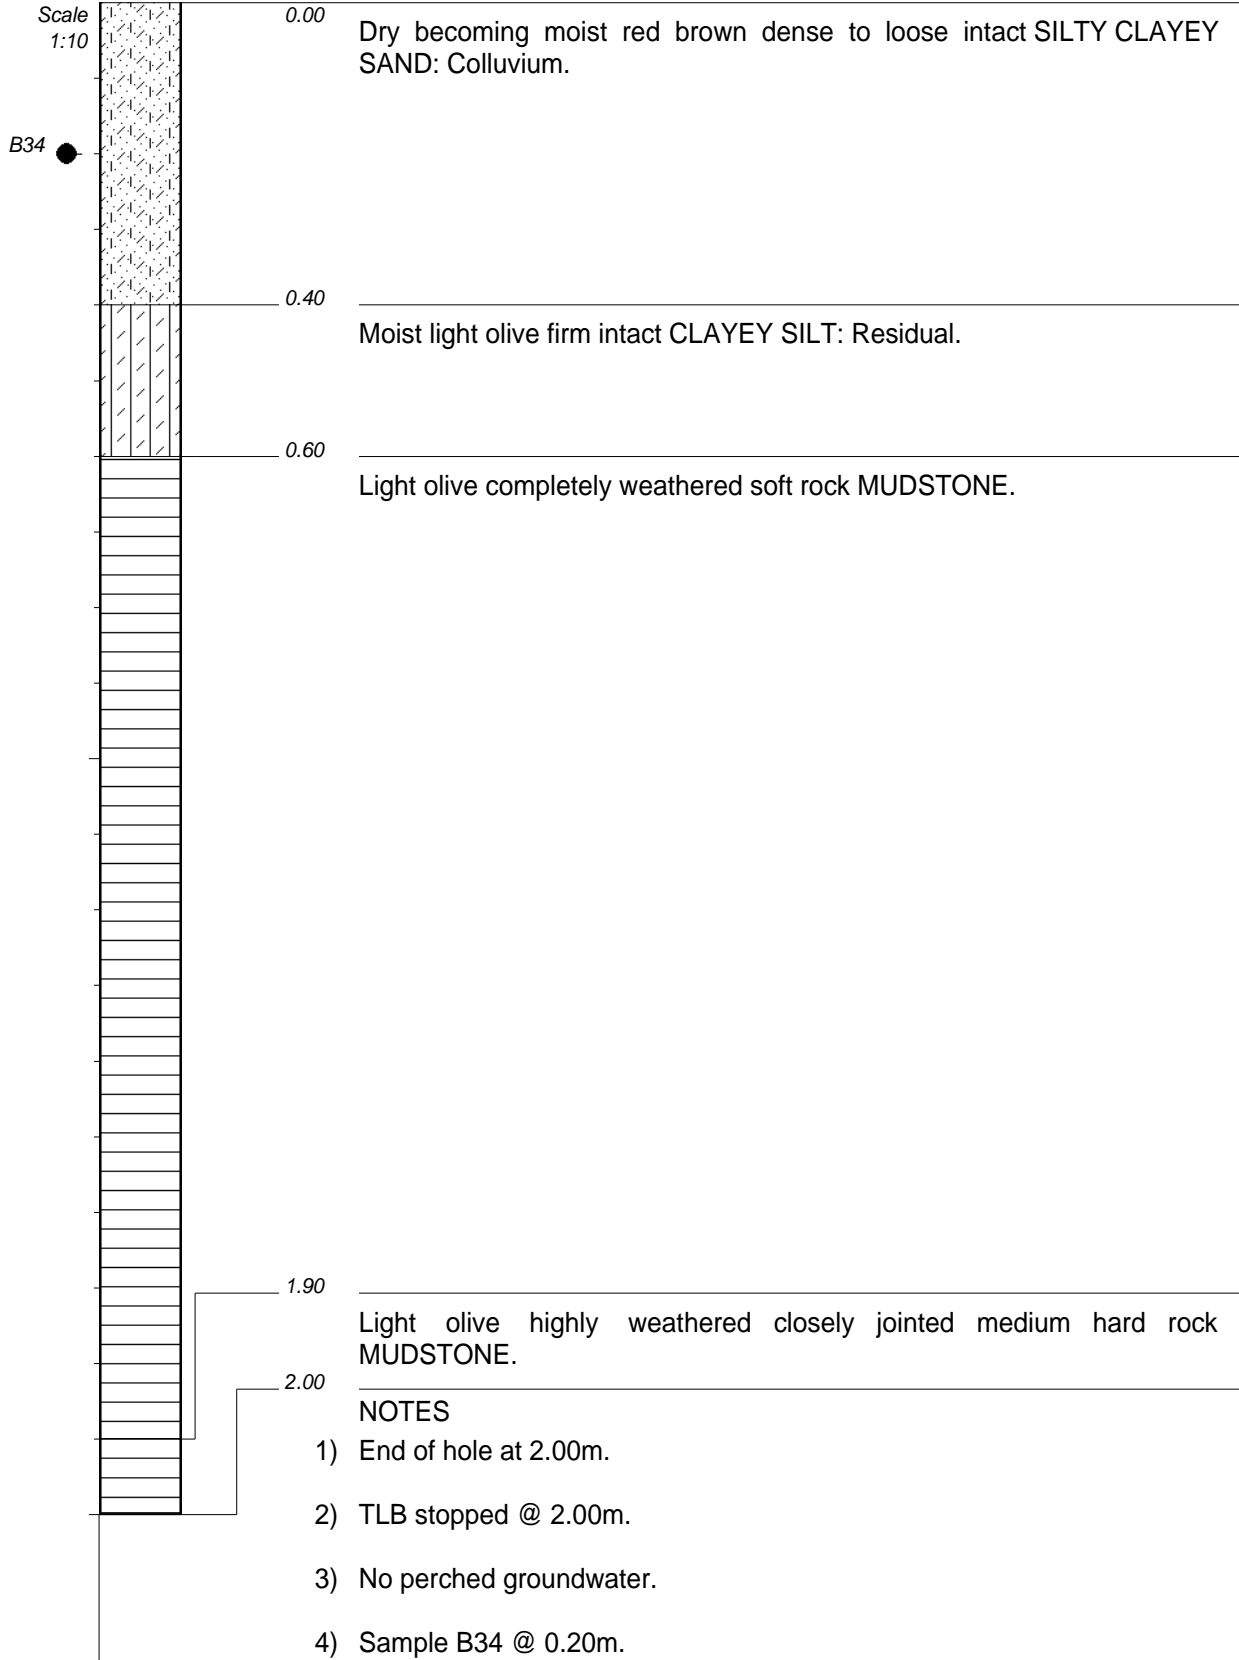 Scale
1:10
0.00
Dry becoming moist red brown dense to loose intact SILTY CLAYEY
SAND: Colluvium.
B34
0.40
Moist light olive firm intact CLAYEY SILT: Residual.
0.60
Light olive completely weathered soft rock MUDSTONE.
1.90
Light olive highly weathered closely jointed medium hard rock
MUDSTONE.
2.00
NOTES
1) End of hole at 2.00m.
2) TLB stopped @ 2.00m.
3) No perched groundwater.
4) Sample B34 @ 0.20m.